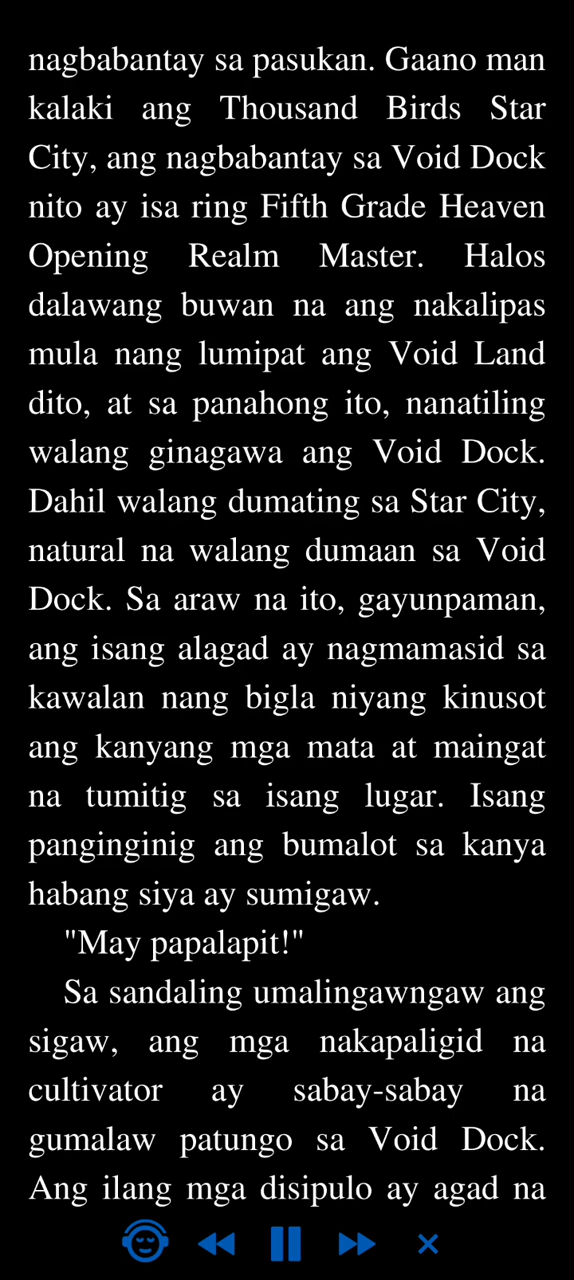 nagbabantay sa pasukan. Gaano man
kalaki ang Thousand Birds Star
City, ang nagbabantay sa Void Dock
nito ay isa ring Fifth Grade Heaven
Opening Realm Master. Halos
dalawang buwan na ang nakalipas
mula nang lumipat ang Void Land
dito, at sa panahong ito, nanatiling
walang ginagawa ang Void Dock.
Dahil walang dumating sa Star City,
natural na walang dumaan sa Void
Dock. Sa araw na ito, gayunpaman,
ang isang alagad ay nagmamasid sa
kawalan nang bigla niyang kinusot
ang kanyang mga mata at maingat
na tumitig sa isang lugar. Isang
panginginig ang bumalot sa kanya
habang siya ay sumigaw.
"May papalapit!"
Sa sandaling umalingawngaw ang
sigaw, ang mga nakapaligid na
cultivator ay sabay-sabay na
gumalaw patungo sa Void Dock.
Ang ilang mga disipulo ay agad na